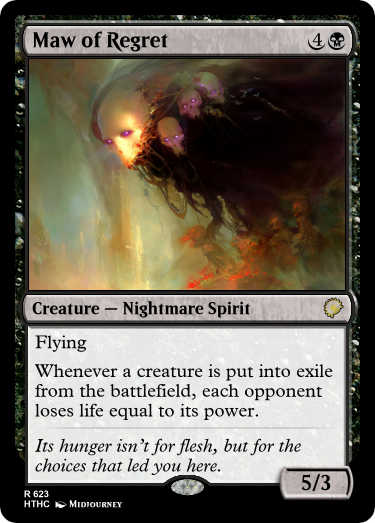 Maw of Regret 4
Creature — Nightmare Spirit
Flying
Whenever a creature is put into exile
from the battlefield, each opponent
loses life equal to its power.
Its hunger isn't for flesh, but for the
choices that led you here.
5/3
R 623
HTHC Midjourney